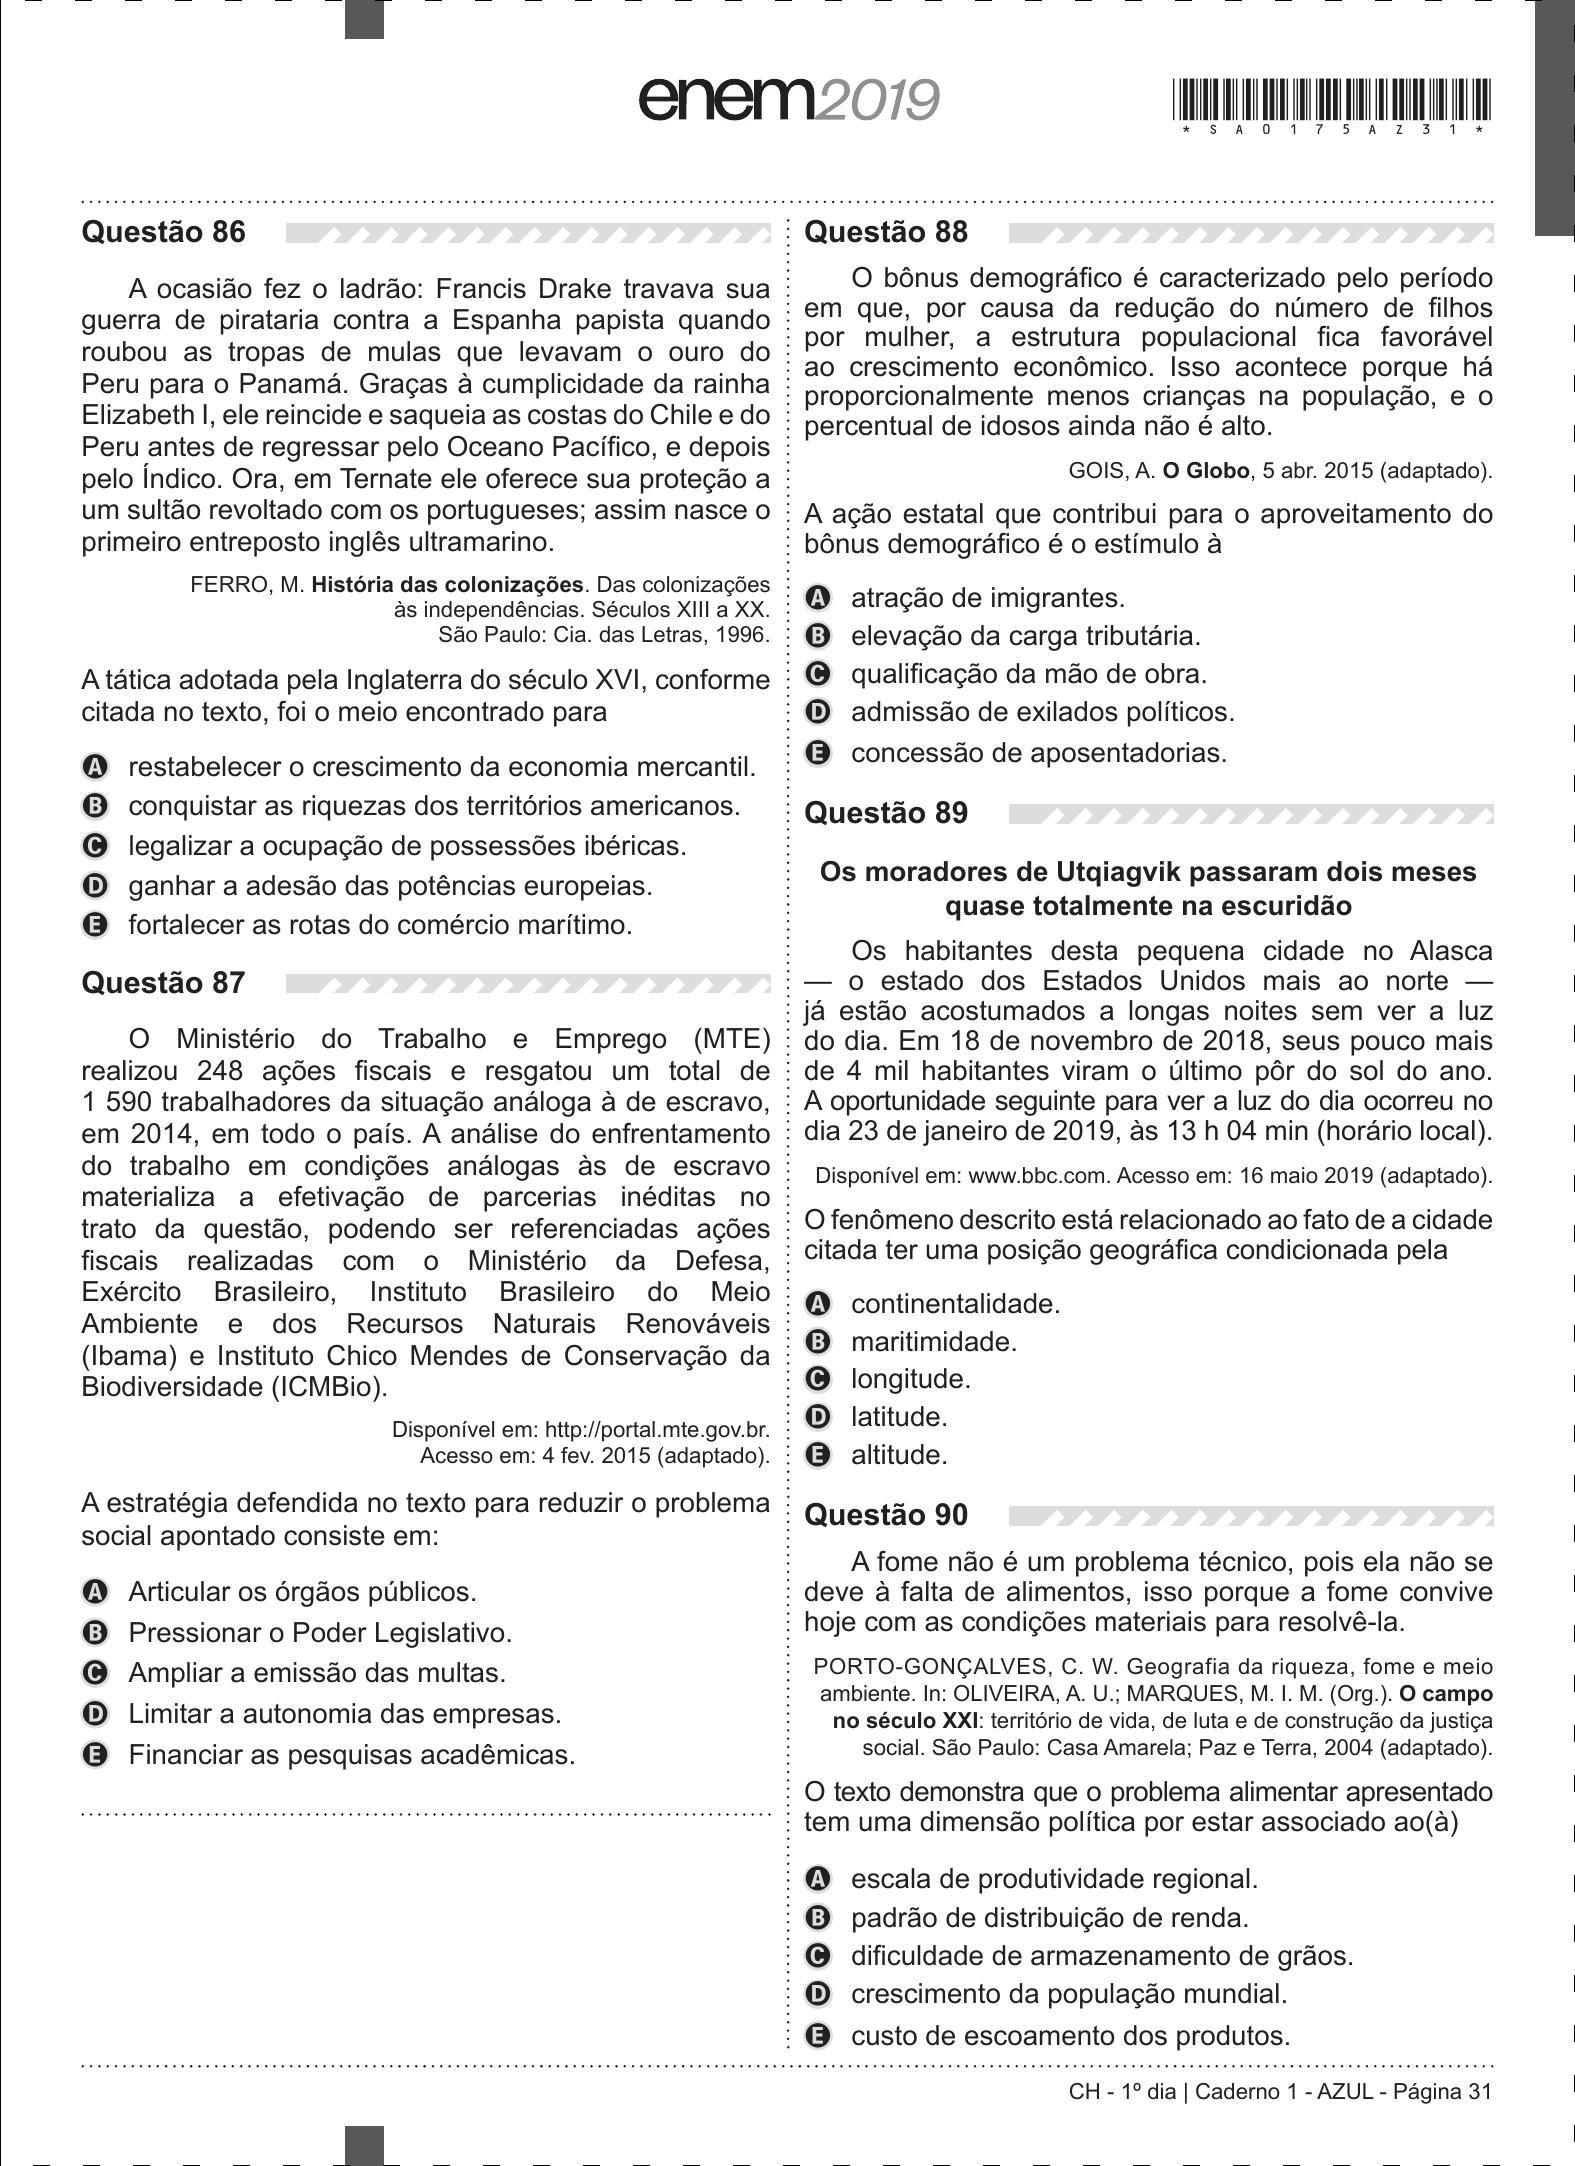 enem2019
*SA0175AZ31*
Questão 86
A ocasião fez o ladrão: Francis Drake travava sua
guerra de pirataria contra a Espanha papista quando
roubou as tropas de mulas que levavam o ouro do
Peru para o Panamá. Graças à cumplicidade da rainha
Elizabeth I, ele reincide e saqueia as costas do Chile e do
Peru antes de regressar pelo Oceano Pacífico, e depois
pelo Índico. Ora, em Ternate ele oferece sua proteção a
um sultão revoltado com os portugueses; assim nasce o
primeiro entreposto inglês ultramarino.
FERRO, M. História das colonizações. Das colonizações
às independências. Séculos XIII a XX.
São Paulo: Cia. das Letras, 1996.
A tática adotada pela Inglaterra do século XVI, conforme
citada no texto, foi o meio encontrado para
A restabelecer o crescimento da economia mercantil.
B conquistar as riquezas dos territórios americanos.
C legalizar a ocupação de possessões ibéricas.
D ganhar a adesão das potências europeias.
E fortalecer as rotas do comércio marítimo.
Questão 87
O Ministério do Trabalho e Emprego (MTE)
realizou 248 ações fiscais e resgatou um total de
1 590 trabalhadores da situação análoga à de escravo,
em 2014, em todo o país. A análise do enfrentamento
do trabalho em condições análogas às de escravo
materializa a efetivação de parcerias inéditas no
trato da questão, podendo ser referenciadas ações
fiscais realizadas com o Ministério da Defesa,
Exército Brasileiro, Instituto Brasileiro do Meio
Ambiente e dos Recursos Naturais Renováveis
(Ibama) e Instituto Chico Mendes de Conservação da
Biodiversidade (ICMBio).
Disponível em: http://portal.mte.gov.br.
Acesso em: 4 fev. 2015 (adaptado).
A estratégia defendida no texto para reduzir o problema
social apontado consiste em:
A Articular os órgãos públicos.
B Pressionar o Poder Legislativo.
C Ampliar a emissão das multas.
D Limitar a autonomia das empresas.
E Financiar as pesquisas acadêmicas.
Questão 88
O bônus demográfico é caracterizado pelo período
em que, por causa da redução do número de filhos
por mulher, a estrutura populacional fica favorável
ao crescimento econômico. Isso acontece porque há
proporcionalmente menos crianças na população, e o
percentual de idosos ainda não é alto.
GOIS, A. O Globo, 5 abr. 2015 (adaptado).
A ação estatal que contribui para o aproveitamento do
bônus demográfico é o estímulo à
A atração de imigrantes.
B elevação da carga tributária.
C qualificação da mão de obra.
D admissão de exilados políticos.
E concessão de aposentadorias.
Questão 89
Os moradores de Utqiagvik passaram dois meses
quase totalmente na escuridão
Os habitantes desta pequena cidade no Alasca
— o estado dos Estados Unidos mais ao norte —
já estão acostumados a longas noites sem ver a luz
do dia. Em 18 de novembro de 2018, seus pouco mais
de 4 mil habitantes viram o último pôr do sol do ano.
A oportunidade seguinte para ver a luz do dia ocorreu no
dia 23 de janeiro de 2019, às 13 h 04 min (horário local).
Disponível em: www.bbc.com. Acesso em: 16 maio 2019 (adaptado).
O fenômeno descrito está relacionado ao fato de a cidade
citada ter uma posição geográfica condicionada pela
A continentalidade.
B maritimidade.
C longitude.
D latitude.
E altitude.
Questão 90
A fome não é um problema técnico, pois ela não se
deve à falta de alimentos, isso porque a fome convive
hoje com as condições materiais para resolvê-la.
PORTO-GONÇALVES, C. W. Geografia da riqueza, fome e meio
ambiente. In: OLIVEIRA, A. U.; MARQUES, M. I. M. (Org.). O campo
no século XXI: território de vida, de luta e de construção da justiça
social. São Paulo: Casa Amarela; Paz e Terra, 2004 (adaptado).
O texto demonstra que o problema alimentar apresentado
tem uma dimensão política por estar associado ao(à)
A escala de produtividade regional.
B padrão de distribuição de renda.
C dificuldade de armazenamento de grãos.
D crescimento da população mundial.
E custo de escoamento dos produtos.
CH - 1º dia | Caderno 1 - AZUL - Página 31